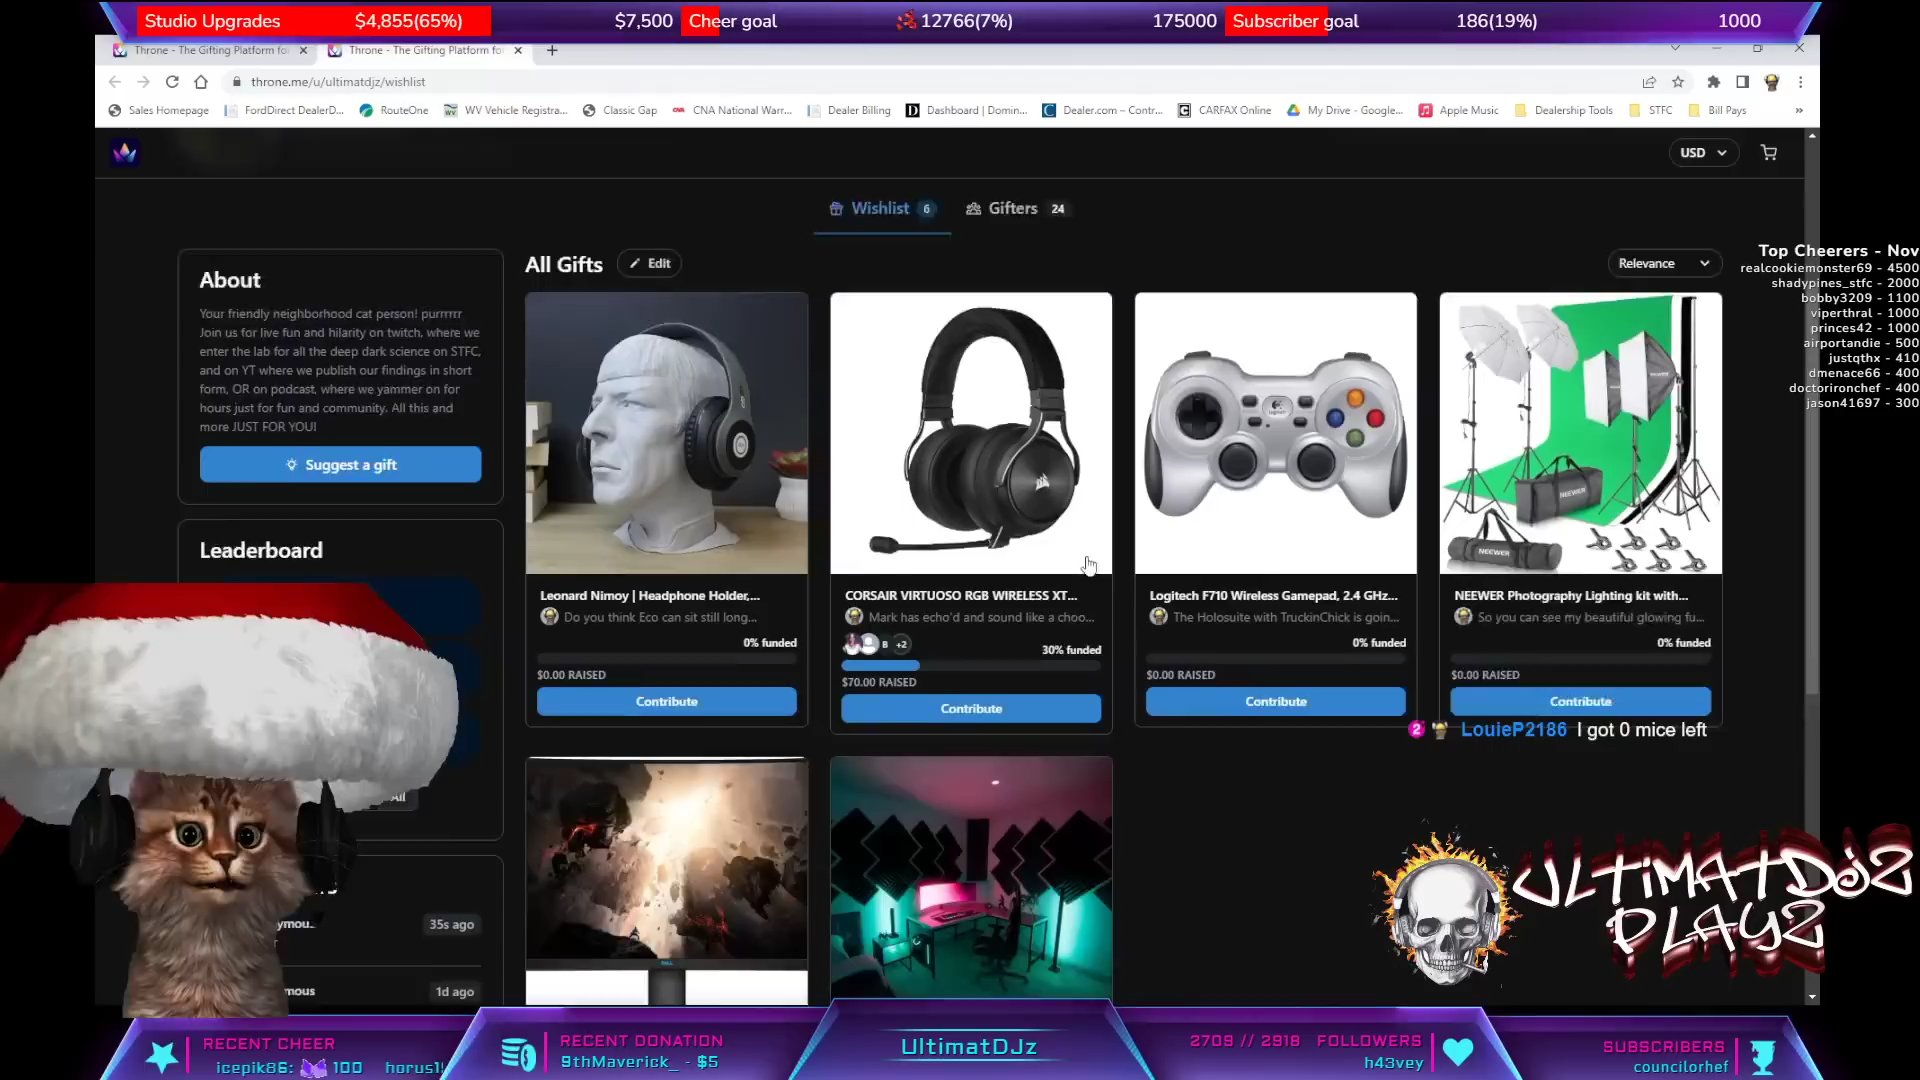 Studio Upgrades $4,855(65%) $7,500 Cheer goal 12766(7%) 175000 Subscriber goal 186(19%) 1000
Throne - The Gifting Platform fo
Throne - The Gifting Platform fo
throne.me/u/ultimatdjz/wishlist
Sales Homepage FordDirect DealerD... RouteOne WV Vehicle Registra... Classic Gap CNA National Warr... Dealer Billing Dashboard | Domin... Dealer.com – Contr... CARFAX Online My Drive - Google... Apple Music Dealership Tools STFC Bill Pays »
USD
Wishlist 6 Gifters 24
About
Your friendly neighborhood cat person! purrrrrr
Join us for live fun and hilarity on twitch, where we
enter the lab for all the deep dark science on STFC,
and on YT where we publish our findings in short
form, OR on podcast, where we yammer on for
hours just for fun and community. All this and
more JUST FOR YOU!
Suggest a gift
Leaderboard
All
ymou...
35s ago
mous
1d ago
All Gifts Edit
Relevance
Leonard Nimoy | Headphone Holder,...
Do you think Eco can sit still long...
0% funded
$0.00 RAISED
Contribute
CORSAIR VIRTUOSO RGB WIRELESS XT...
Mark has echo'd and sound like a choo...
B +2
30% funded
$70.00 RAISED
Contribute
Logitech F710 Wireless Gamepad, 2.4 GHz...
The Holosuite with TruckinChick is goin...
0% funded
$0.00 RAISED
Contribute
NEEWER
NEEWER
NEEWER Photography Lighting kit with...
So you can see my beautiful glowing fu...
0% funded
$0.00 RAISED
Contribute
DELL
Top Cheerers - Nov
realcookiemonster69 - 4500
shadypines_stfc - 2000
bobby3209 - 1100
viperthral - 1000
princes42 - 1000
airportandie - 500
justqthx - 410
dmenace66 - 400
doctorironchef - 400
jason41697 - 300
2 LouieP2186 I got 0 mice left
ULTiMATDJZ
PLAYZ
RECENT CHEER
icepik86: 100 horus1
RECENT DONATION
9thMaverick_ - $5
UltimatDJz
2709 // 2918 FOLLOWERS
h43vey
SUBSCRIBERS
councilorhef